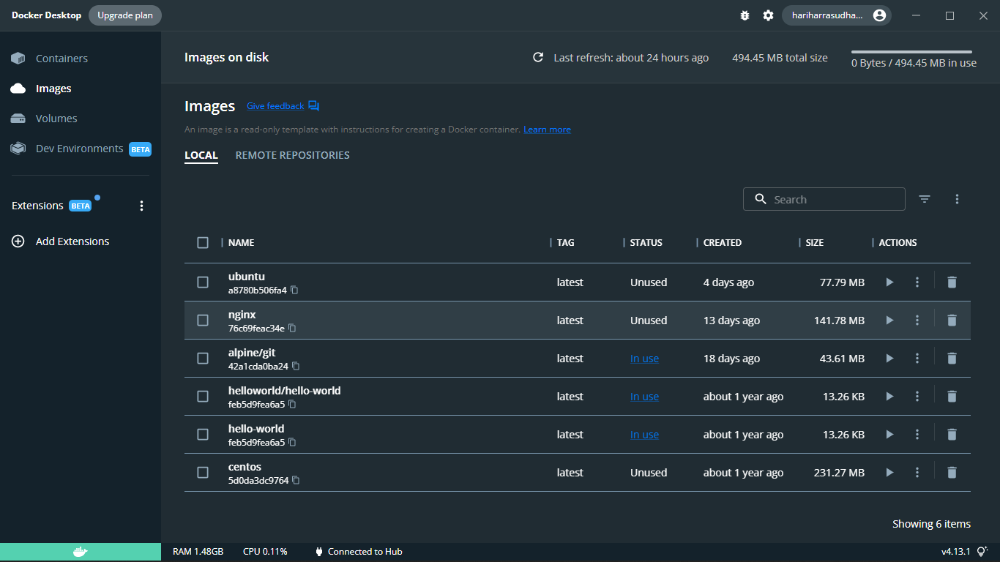 Docker Desktop Upgrade plan hariharrasudha...
Containers
Images
Volumes
Dev Environments BETA
Extensions BETA
Add Extensions
Images on disk Last refresh: about 24 hours ago 494.45 MB total size 0 Bytes / 494.45 MB in use
Images Give feedback
An image is a read-only template with instructions for creating a Docker container. Learn more
LOCAL REMOTE REPOSITORIES
Search
NAME TAG STATUS CREATED SIZE ACTIONS
ubuntu
a8780b506fa4 latest Unused 4 days ago 77.79 MB
nginx
76c69feac34e latest Unused 13 days ago 141.78 MB
alpine/git
42a1cda0ba24 latest In use 18 days ago 43.61 MB
helloworld/hello-world
feb5d9fea6a5 latest In use about 1 year ago 13.26 KB
hello-world
feb5d9fea6a5 latest In use about 1 year ago 13.26 KB
centos
5d0da3dc9764 latest Unused about 1 year ago 231.27 MB
Showing 6 items
RAM 1.48GB CPU 0.11% Connected to Hub v4.13.1